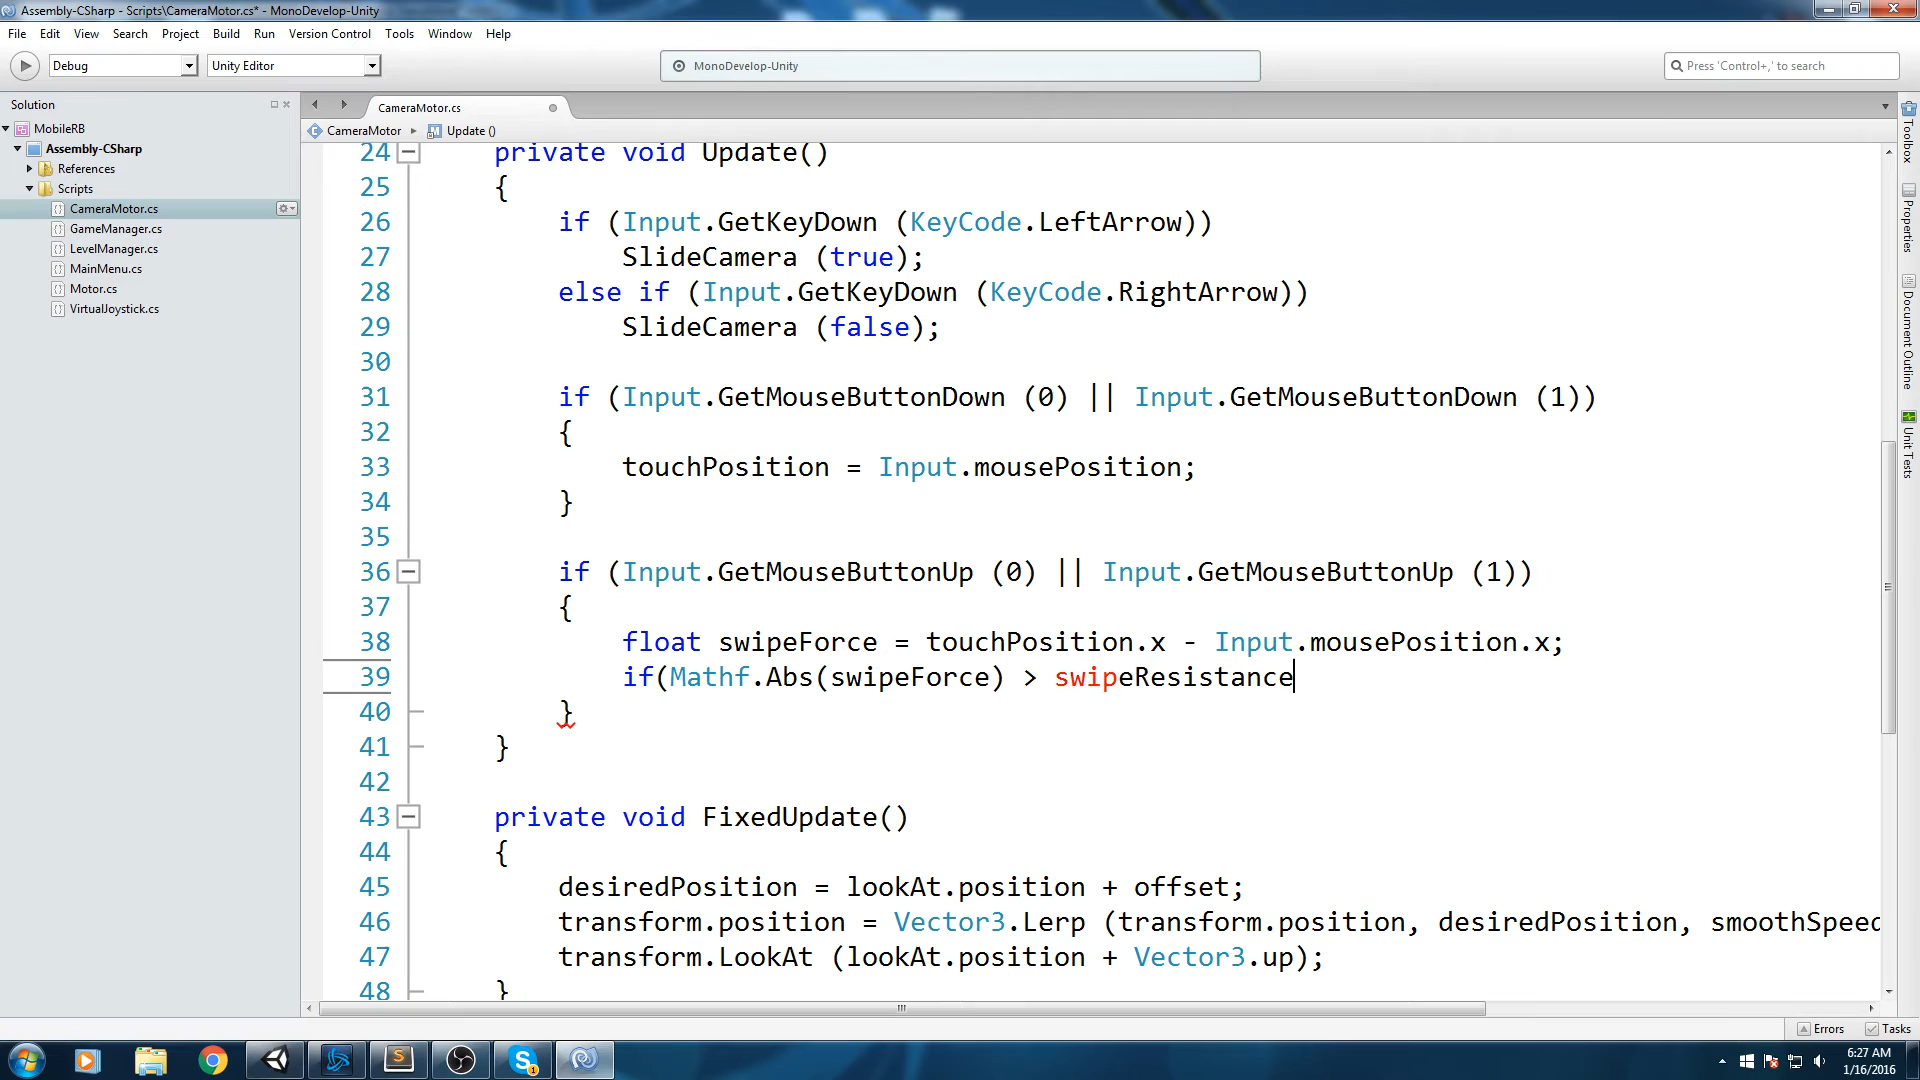 Assembly-CSharp - Scripts\CameraMotor.cs* - MonoDevelop-Unity
File Edit View Search Project Build Run Version Control Tools Window Help
Debug Unity Editor MonoDevelop-Unity Press 'Control+,' to search
Solution
MobileRB
Assembly-CSharp
References
Scripts
CameraMotor.cs
GameManager.cs
LevelManager.cs
MainMenu.cs
Motor.cs
VirtualJoystick.cs
CameraMotor.cs
CameraMotor Update ()
24 private void Update()
25 {
26 if (Input.GetKeyDown (KeyCode.LeftArrow))
27 SlideCamera (true);
28 else if (Input.GetKeyDown (KeyCode.RightArrow))
29 SlideCamera (false);
30
31 if (Input.GetMouseButtonDown (0) || Input.GetMouseButtonDown (1))
32 {
33 touchPosition = Input.mousePosition;
34 }
35
36 if (Input.GetMouseButtonUp (0) || Input.GetMouseButtonUp (1))
37 {
38 float swipeForce = touchPosition.x - Input.mousePosition.x;
39 if(Mathf.Abs(swipeForce) > swipeResistance
40 }
41 }
42
43 private void FixedUpdate()
44 {
45 desiredPosition = lookAt.position + offset;
46 transform.position = Vector3.Lerp (transform.position, desiredPosition, smoothSpeed
47 transform.LookAt (lookAt.position + Vector3.up);
48 }
Toolbox
Properties
Document Outline
Unit Tests
Errors Tasks
6:27 AM
1/16/2016